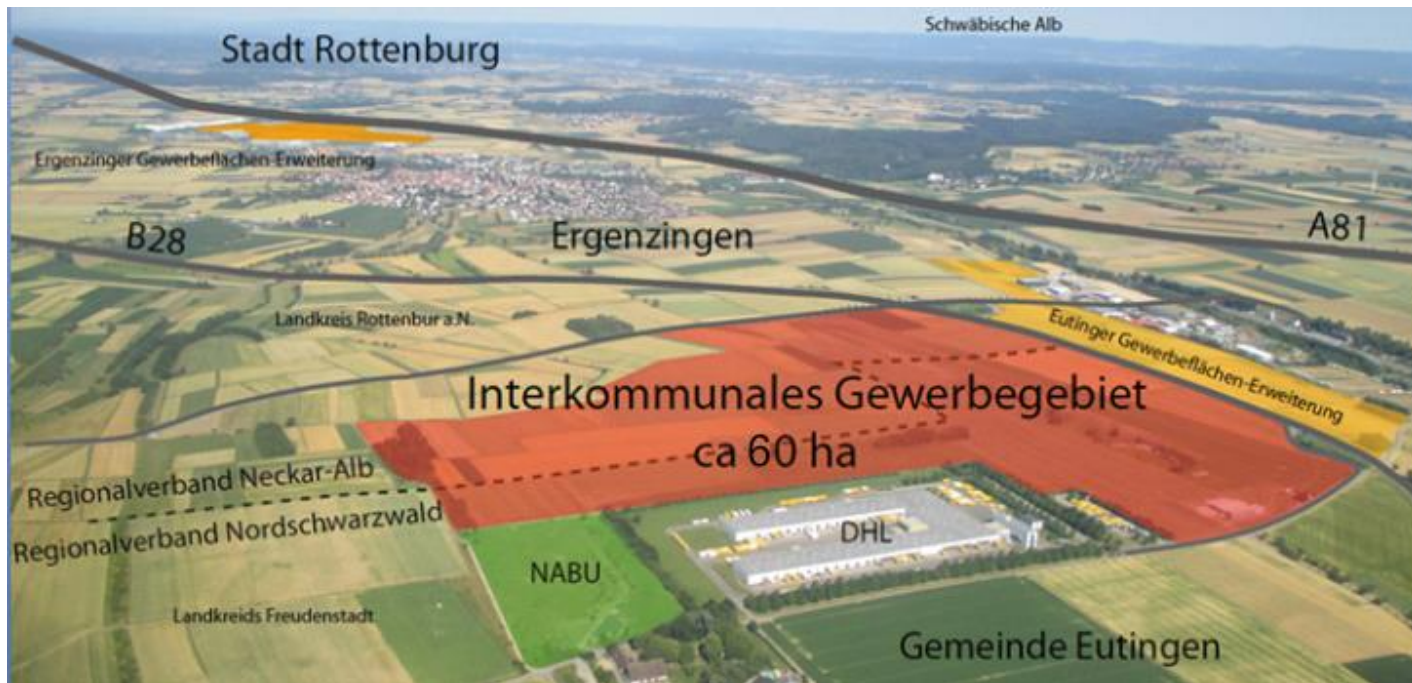 Schwäbische Alb
Stadt Rottenburg
Ergenzinger Gewerbeflächen-Erweiterung
B28
Ergenzingen
A81
Landkreis Rottenbur a.N.
Eutinger Gewerbeflächen-Erweiterung
Interkommunales Gewerbegebiet
ca 60 ha
Regionalverband Neckar-Alb
Regionalverband Nordschwarzwald
DHL
NABU
Landkreids Freudenstadt
Gemeinde Eutingen